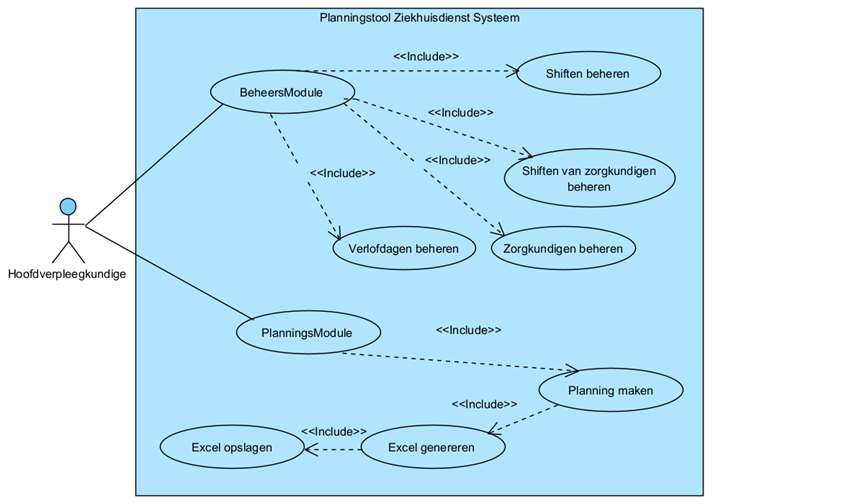 Planningstool Ziekhuisdienst Systeem
<<Include>>
Shiften beheren
BeheersModule
<<Include>>
<<Include>>
<<Include>>
Shiften van zorgkundigen
beheren
Verlofdagen beheren
Zorgkundigen beheren
Hoofdverpleegkundige
PlanningsModule
<<Include>>
Planning maken
<<Include>>
<<Include>>
Excel opslagen
Excel genereren